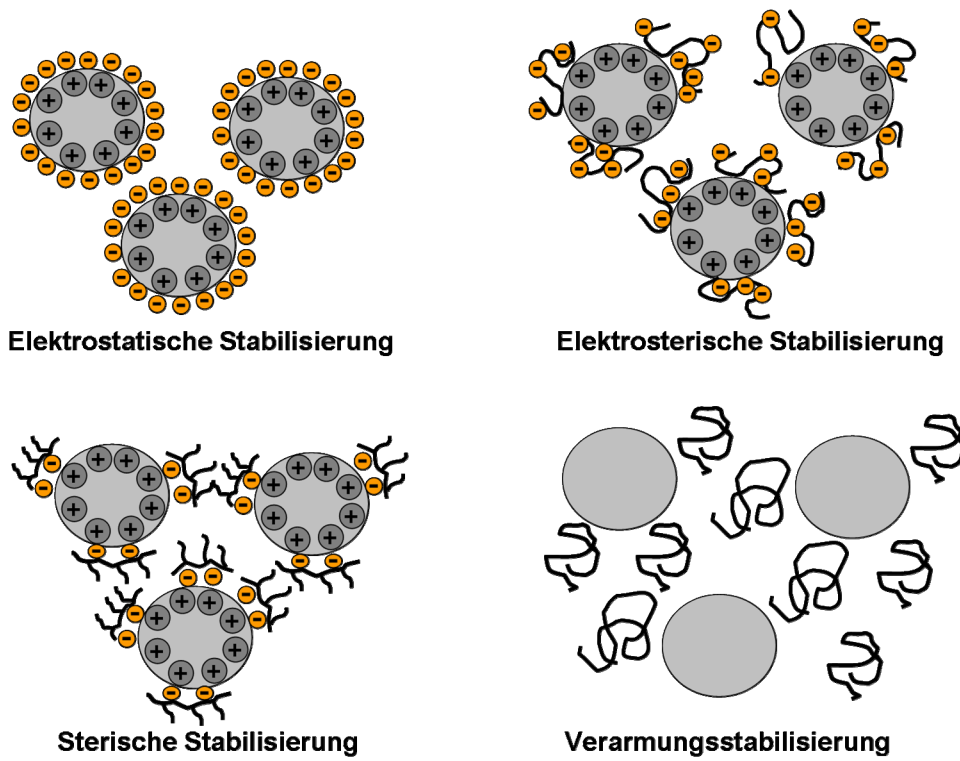 Elektrostatische Stabilisierung
Elektrosterische Stabilisierung
Sterische Stabilisierung
Verarmungsstabilisierung